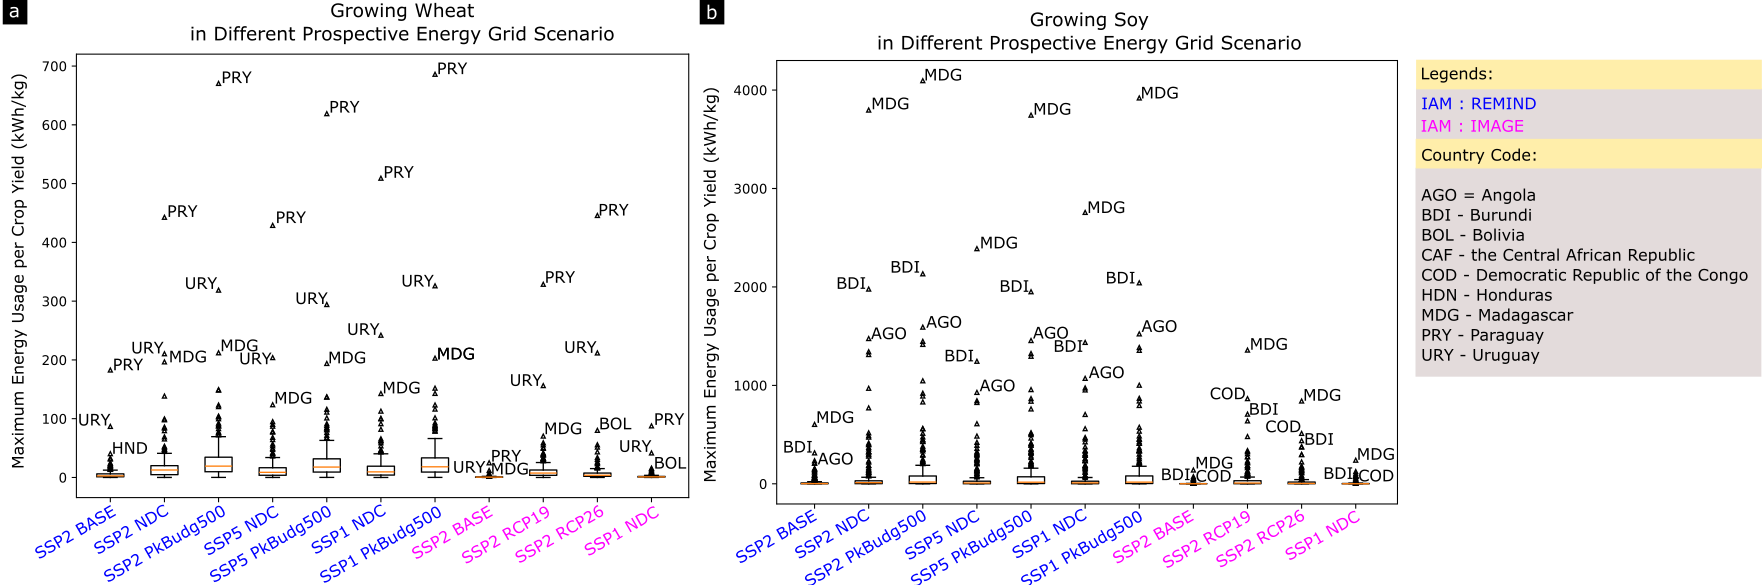 a
Growing Wheat
in Different Prospective Energy Grid Scenario
Maximum Energy Usage per Crop Yield (kWh/kg)
700
600
500
400
300
200
100
0
PRY
URY
HND
PRY
URY
MDG
PRY
URY
MDG
PRY
URY
MDG
PRY
URY
MDG
PRY
URY
MDG
PRY
URY
MDG
PRY
URY
MDG
PRY
URY
MDG
PRY
URY
BOL
PRY
URY
BOL
SSP2 BASE
SSP2 NDC
SSP2 PkBudg500
SSP5 NDC
SSP5 PkBudg500
SSP1 NDC
SSP1 PkBudg500
SSP2 BASE
SSP2 RCP19
SSP2 RCP26
SSP1 NDC
b
Growing Soy
in Different Prospective Energy Grid Scenario
Maximum Energy Usage per Crop Yield (kWh/kg)
4000
3000
2000
1000
0
MDG
BDI
AGO
MDG
BDI
AGO
MDG
BDI
AGO
MDG
BDI
AGO
MDG
BDI
AGO
MDG
BDI
AGO
MDG
BDI
AGO
MDG
BDI
COD
MDG
COD
BDI
MDG
COD
BDI
MDG
BDI
COD
SSP2 BASE
SSP2 NDC
SSP2 PkBudg500
SSP5 NDC
SSP5 PkBudg500
SSP1 NDC
SSP1 PkBudg500
SSP2 BASE
SSP2 RCP19
SSP2 RCP26
SSP1 NDC
Legends:
IAM : REMIND
IAM : IMAGE
Country Code:
AGO = Angola
BDI - Burundi
BOL - Bolivia
CAF - the Central African Republic
COD - Democratic Republic of the Congo
HDN - Honduras
MDG - Madagascar
PRY - Paraguay
URY - Uruguay